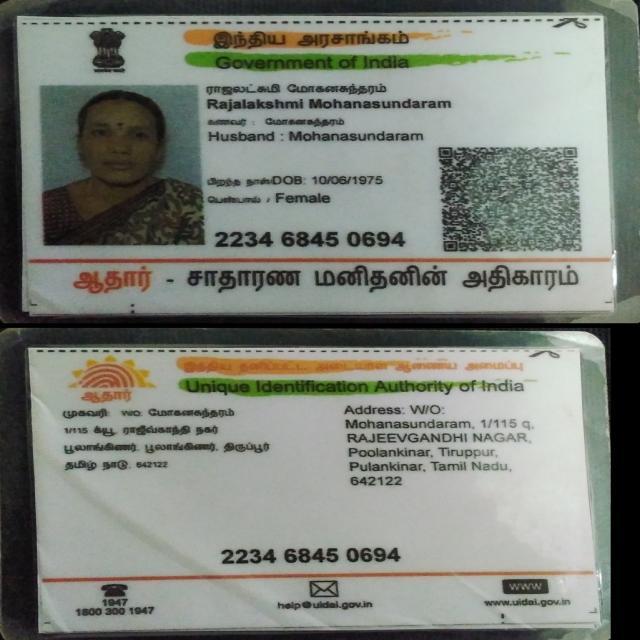 இந்திய அரசாங்கம்
Government of India
ராஜலட்சுமி மோகனசுந்தரம்
Rajalakshmi Mohanasundaram
கணவர் : மோகனசுந்தரம்
Husband : Mohanasundaram
பிறந்த நாள்/DOB: 10/06/1975
பெண்பால் / Female
2234 6845 0694
ஆதார் - சாதாரண மனிதனின் அதிகாரம்
இந்திய தனிப்பட்ட அடையாள ஆணைய அமைப்பு
Unique Identification Authority of India
ஆதார்
முகவரி: W/O: மோகனசுந்தரம்
1/115 க்யூ, ராஜீவ்காந்தி நகர்
பூலாங்கிணர், பூலாங்கிணர், திருப்பூர்
தமிழ் நாடு, 642122
Address: W/O:
Mohanasundaram, 1/115 q,
RAJEEVGANDHI NAGAR,
Poolankinar, Tiruppur,
Pulankinar, Tamil Nadu,
642122
2234 6845 0694
1947
1800 300 1947
help@uidai.gov.in
www
www.uidai.gov.in